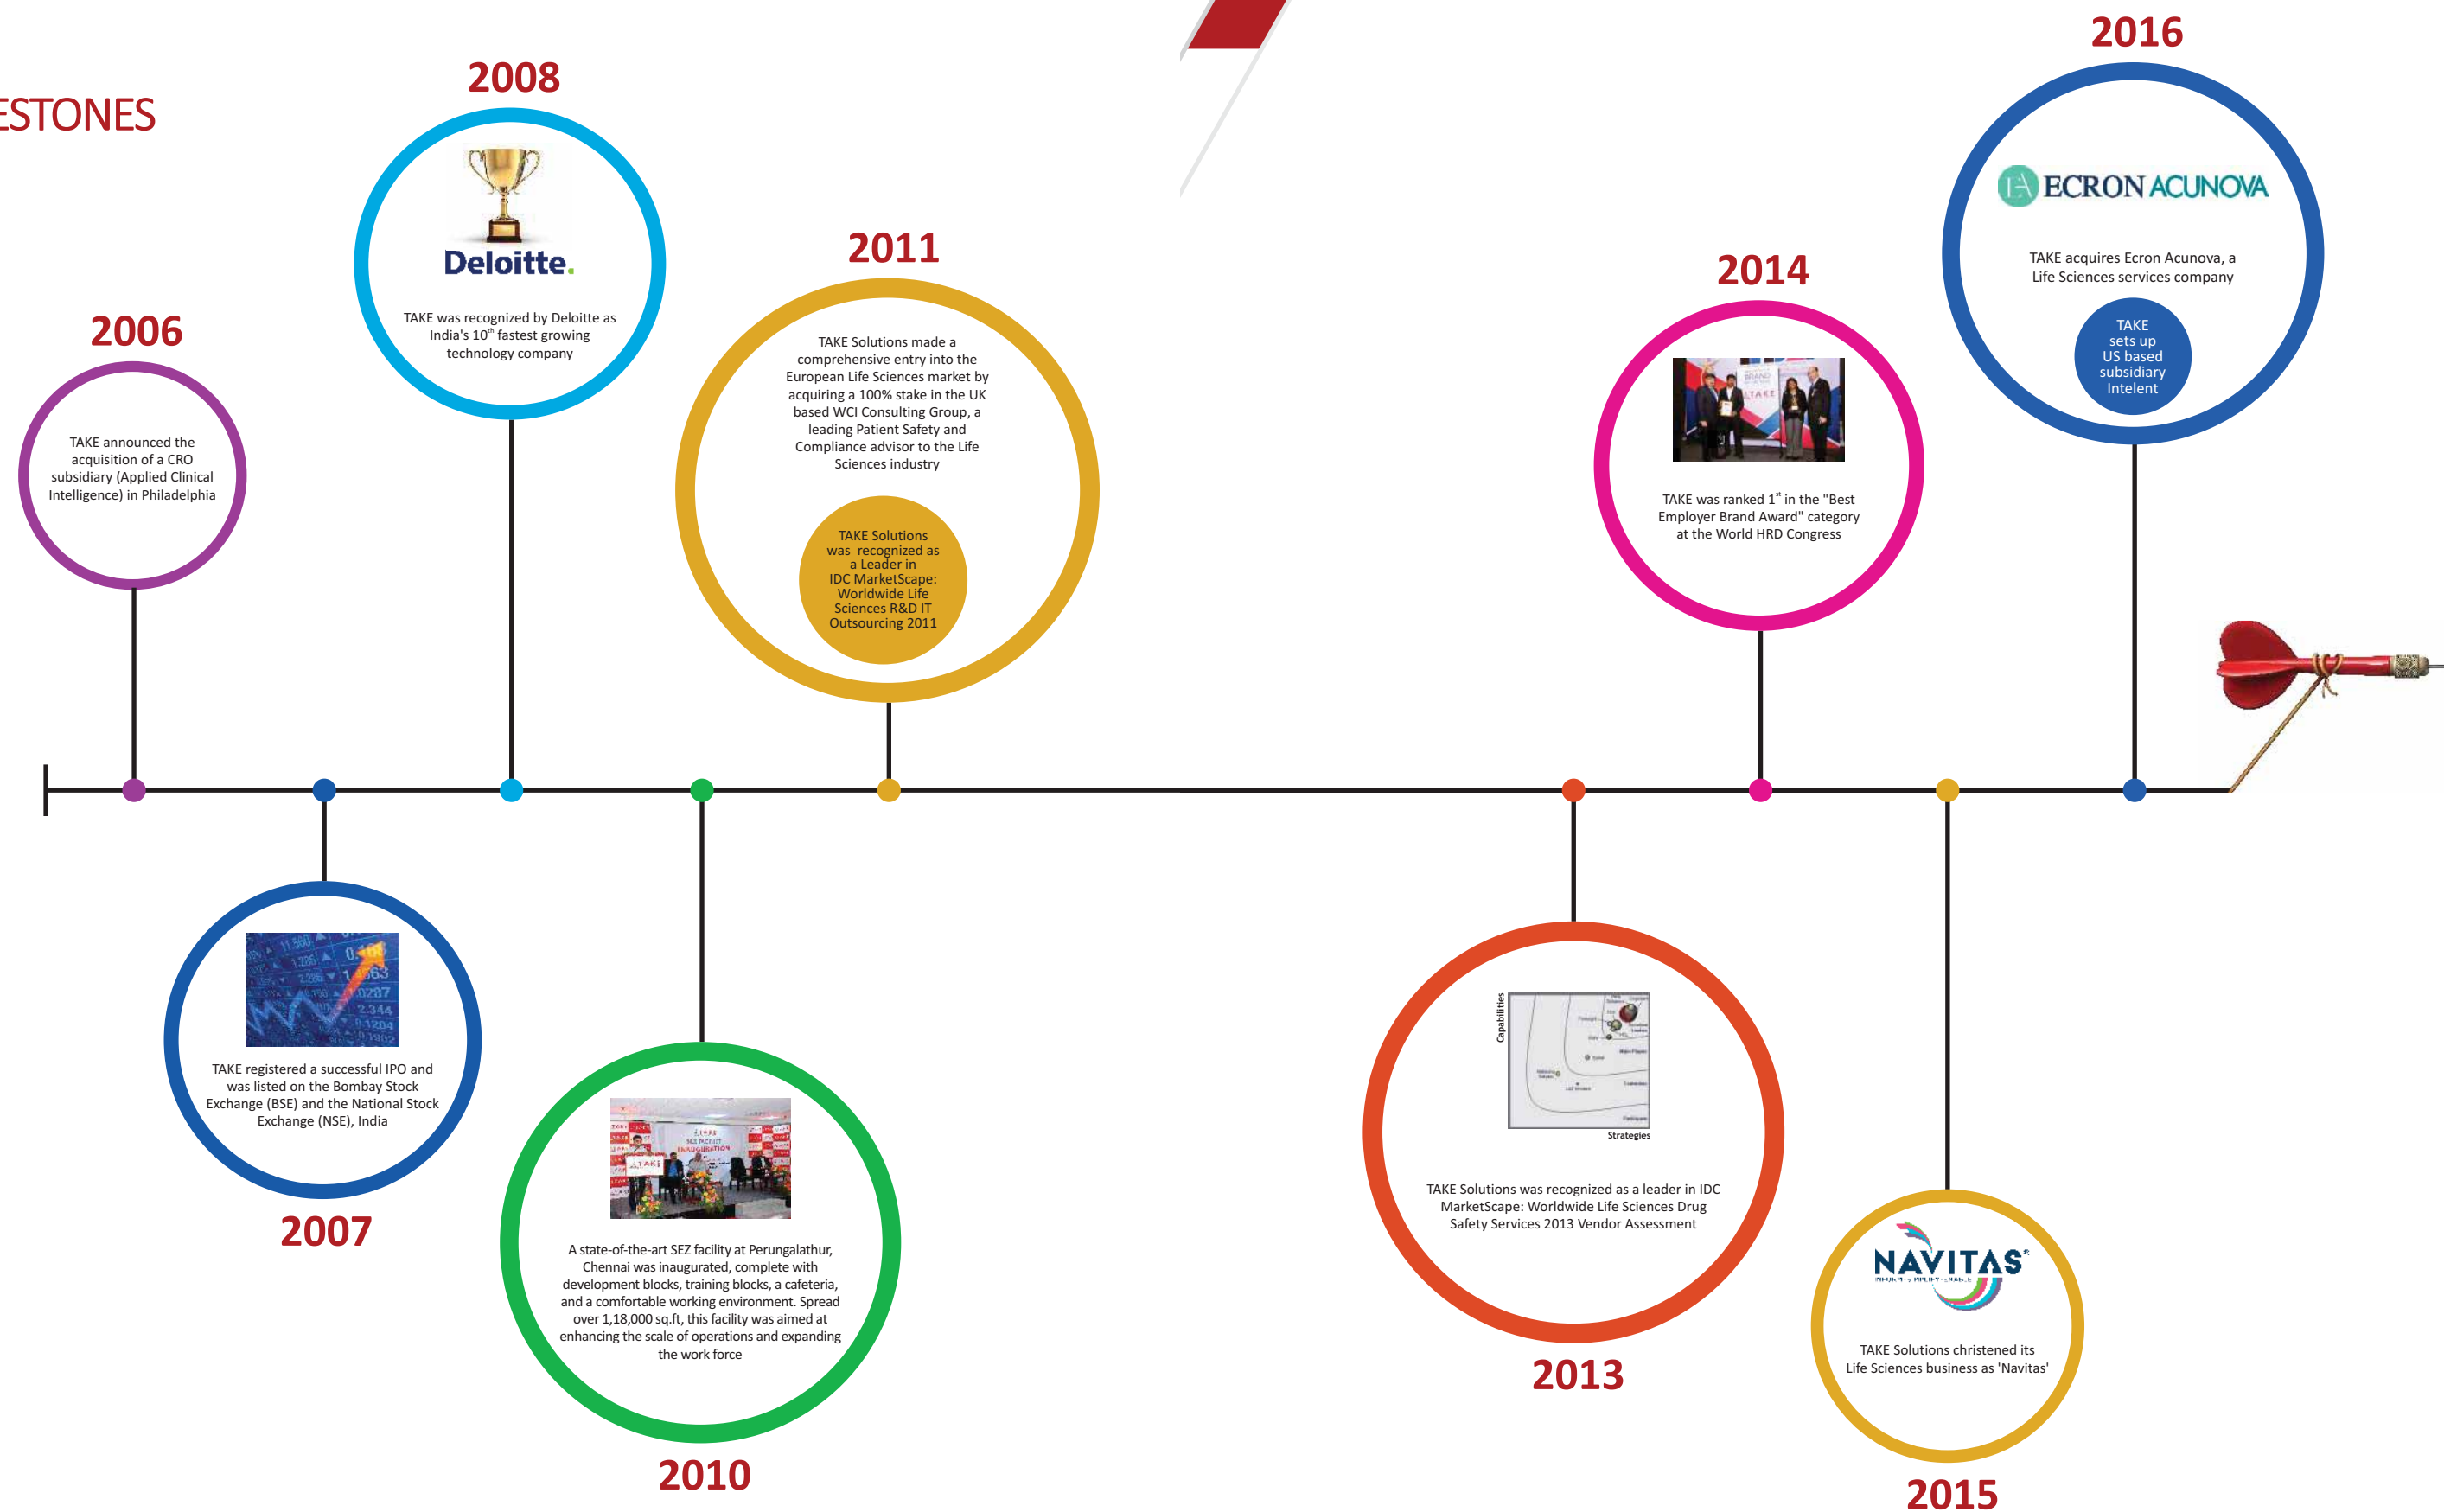 ESTONES
2006
TAKE announced the
acquisition of a CRO
subsidiary (Applied Clinical
Intelligence) in Philadelphia
2007
TAKE registered a successful IPO and
was listed on the Bombay Stock
Exchange (BSE) and the National Stock
Exchange (NSE), India
2008
Deloitte.
TAKE was recognized by Deloitte as
India's 10th fastest growing
technology company
2010
TAKE
INAUGURATION
A state-of-the-art SEZ facility at Perungalathur,
Chennai was inaugurated, complete with
development blocks, training blocks, a cafeteria,
and a comfortable working environment. Spread
over 1,18,000 sq.ft, this facility was aimed at
enhancing the scale of operations and expanding
the work force
2011
TAKE Solutions made a
comprehensive entry into the
European Life Sciences market by
acquiring a 100% stake in the UK
based WCI Consulting Group, a
leading Patient Safety and
Compliance advisor to the Life
Sciences industry
TAKE Solutions
was recognized as
a Leader in
IDC MarketScape:
Worldwide Life
Sciences R&D IT
Outsourcing 2011
2013
Capabilities
Strategies
TAKE Solutions was recognized as a leader in IDC
MarketScape: Worldwide Life Sciences Drug
Safety Services 2013 Vendor Assessment
2014
BRAND
TAKE
TAKE was ranked 1st in the "Best
Employer Brand Award" category
at the World HRD Congress
2015
NAVITAS®
TAKE Solutions christened its
Life Sciences business as 'Navitas'
2016
EA ECRON ACUNOVA
TAKE acquires Ecron Acunova, a
Life Sciences services company
TAKE
sets up
US based
subsidiary
Intelent